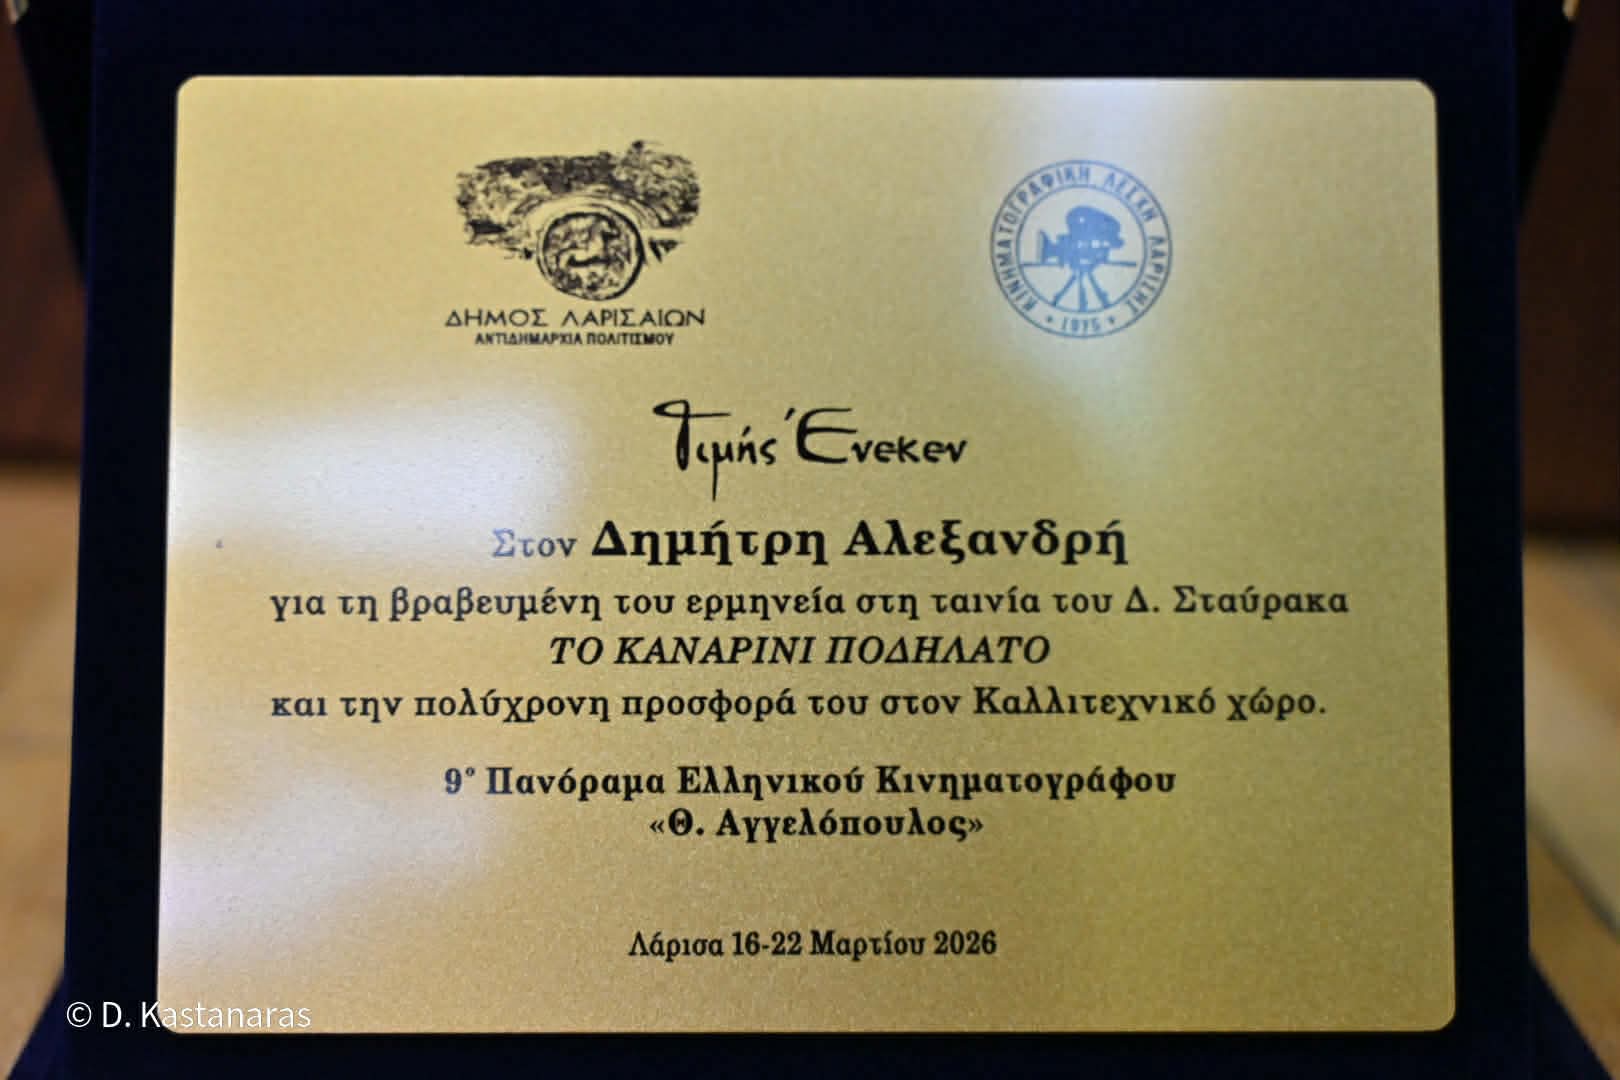 ΔΗΜΟΣ ΛΑΡΙΣΑΙΩΝ
ΑΝΤΙΔΗΜΑΡΧΙΑ ΠΟΛΙΤΙΣΜΟΥ
ΚΙΝΗΜΑΤΟΓΡΑΦΙΚΗ ΛΕΣΧΗ ΛΑΡΙΣΗΣ
1975
Τιμής Ένεκεν
Στον Δημήτρη Αλεξανδρή
για τη βραβευμένη του ερμηνεία στη ταινία του Δ. Σταύρακα
ΤΟ ΚΑΝΑΡΙΝΙ ΠΟΔΗΛΑΤΟ
και την πολύχρονη προσφορά του στον Καλλιτεχνικό χώρο.
9° Πανόραμα Ελληνικού Κινηματογράφου
«Θ. Αγγελόπουλος»
Λάρισα 16-22 Μαρτίου 2026
© D. Kastanaras